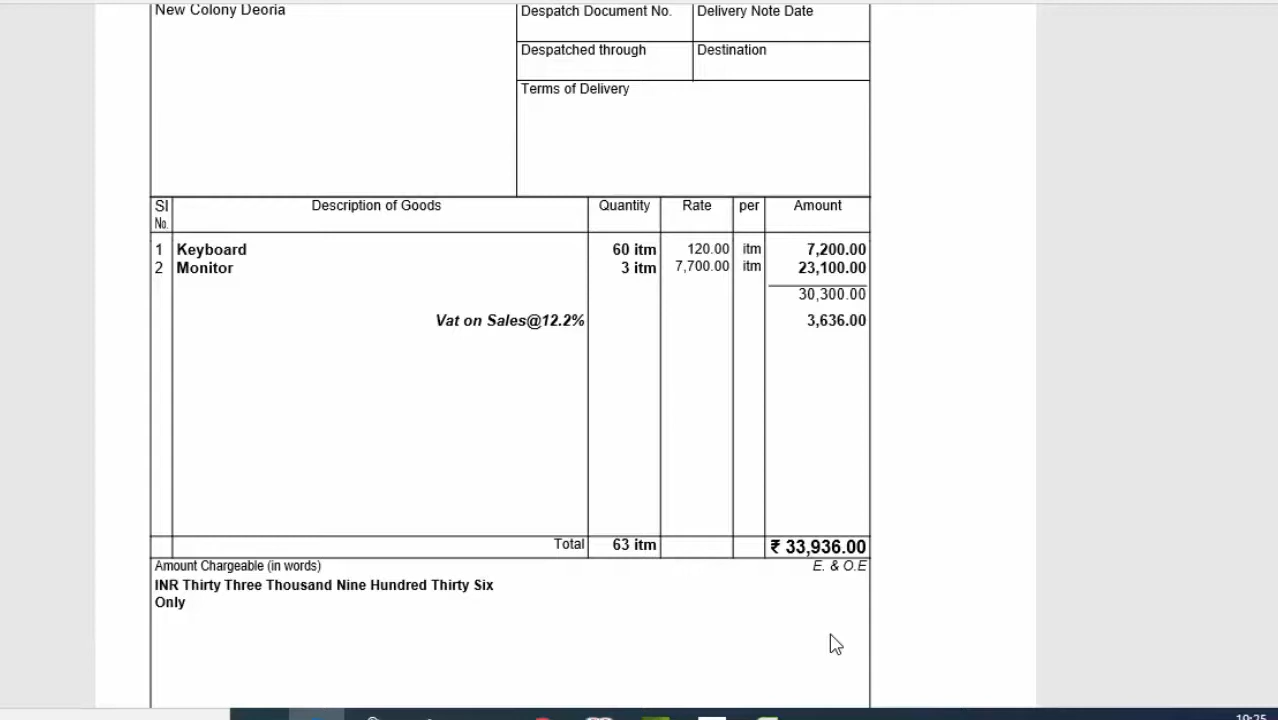 New Colony Deoria
Despatch Document No. Delivery Note Date
Despatched through Destination
Terms of Delivery
Sl No. Description of Goods Quantity Rate per Amount
1 Keyboard 60 itm 120.00 itm 7,200.00
2 Monitor 3 itm 7,700.00 itm 23,100.00
30,300.00
Vat on Sales@12.2% 3,636.00
Total 63 itm ₹ 33,936.00
Amount Chargeable (in words) E. & O.E
INR Thirty Three Thousand Nine Hundred Thirty Six
Only